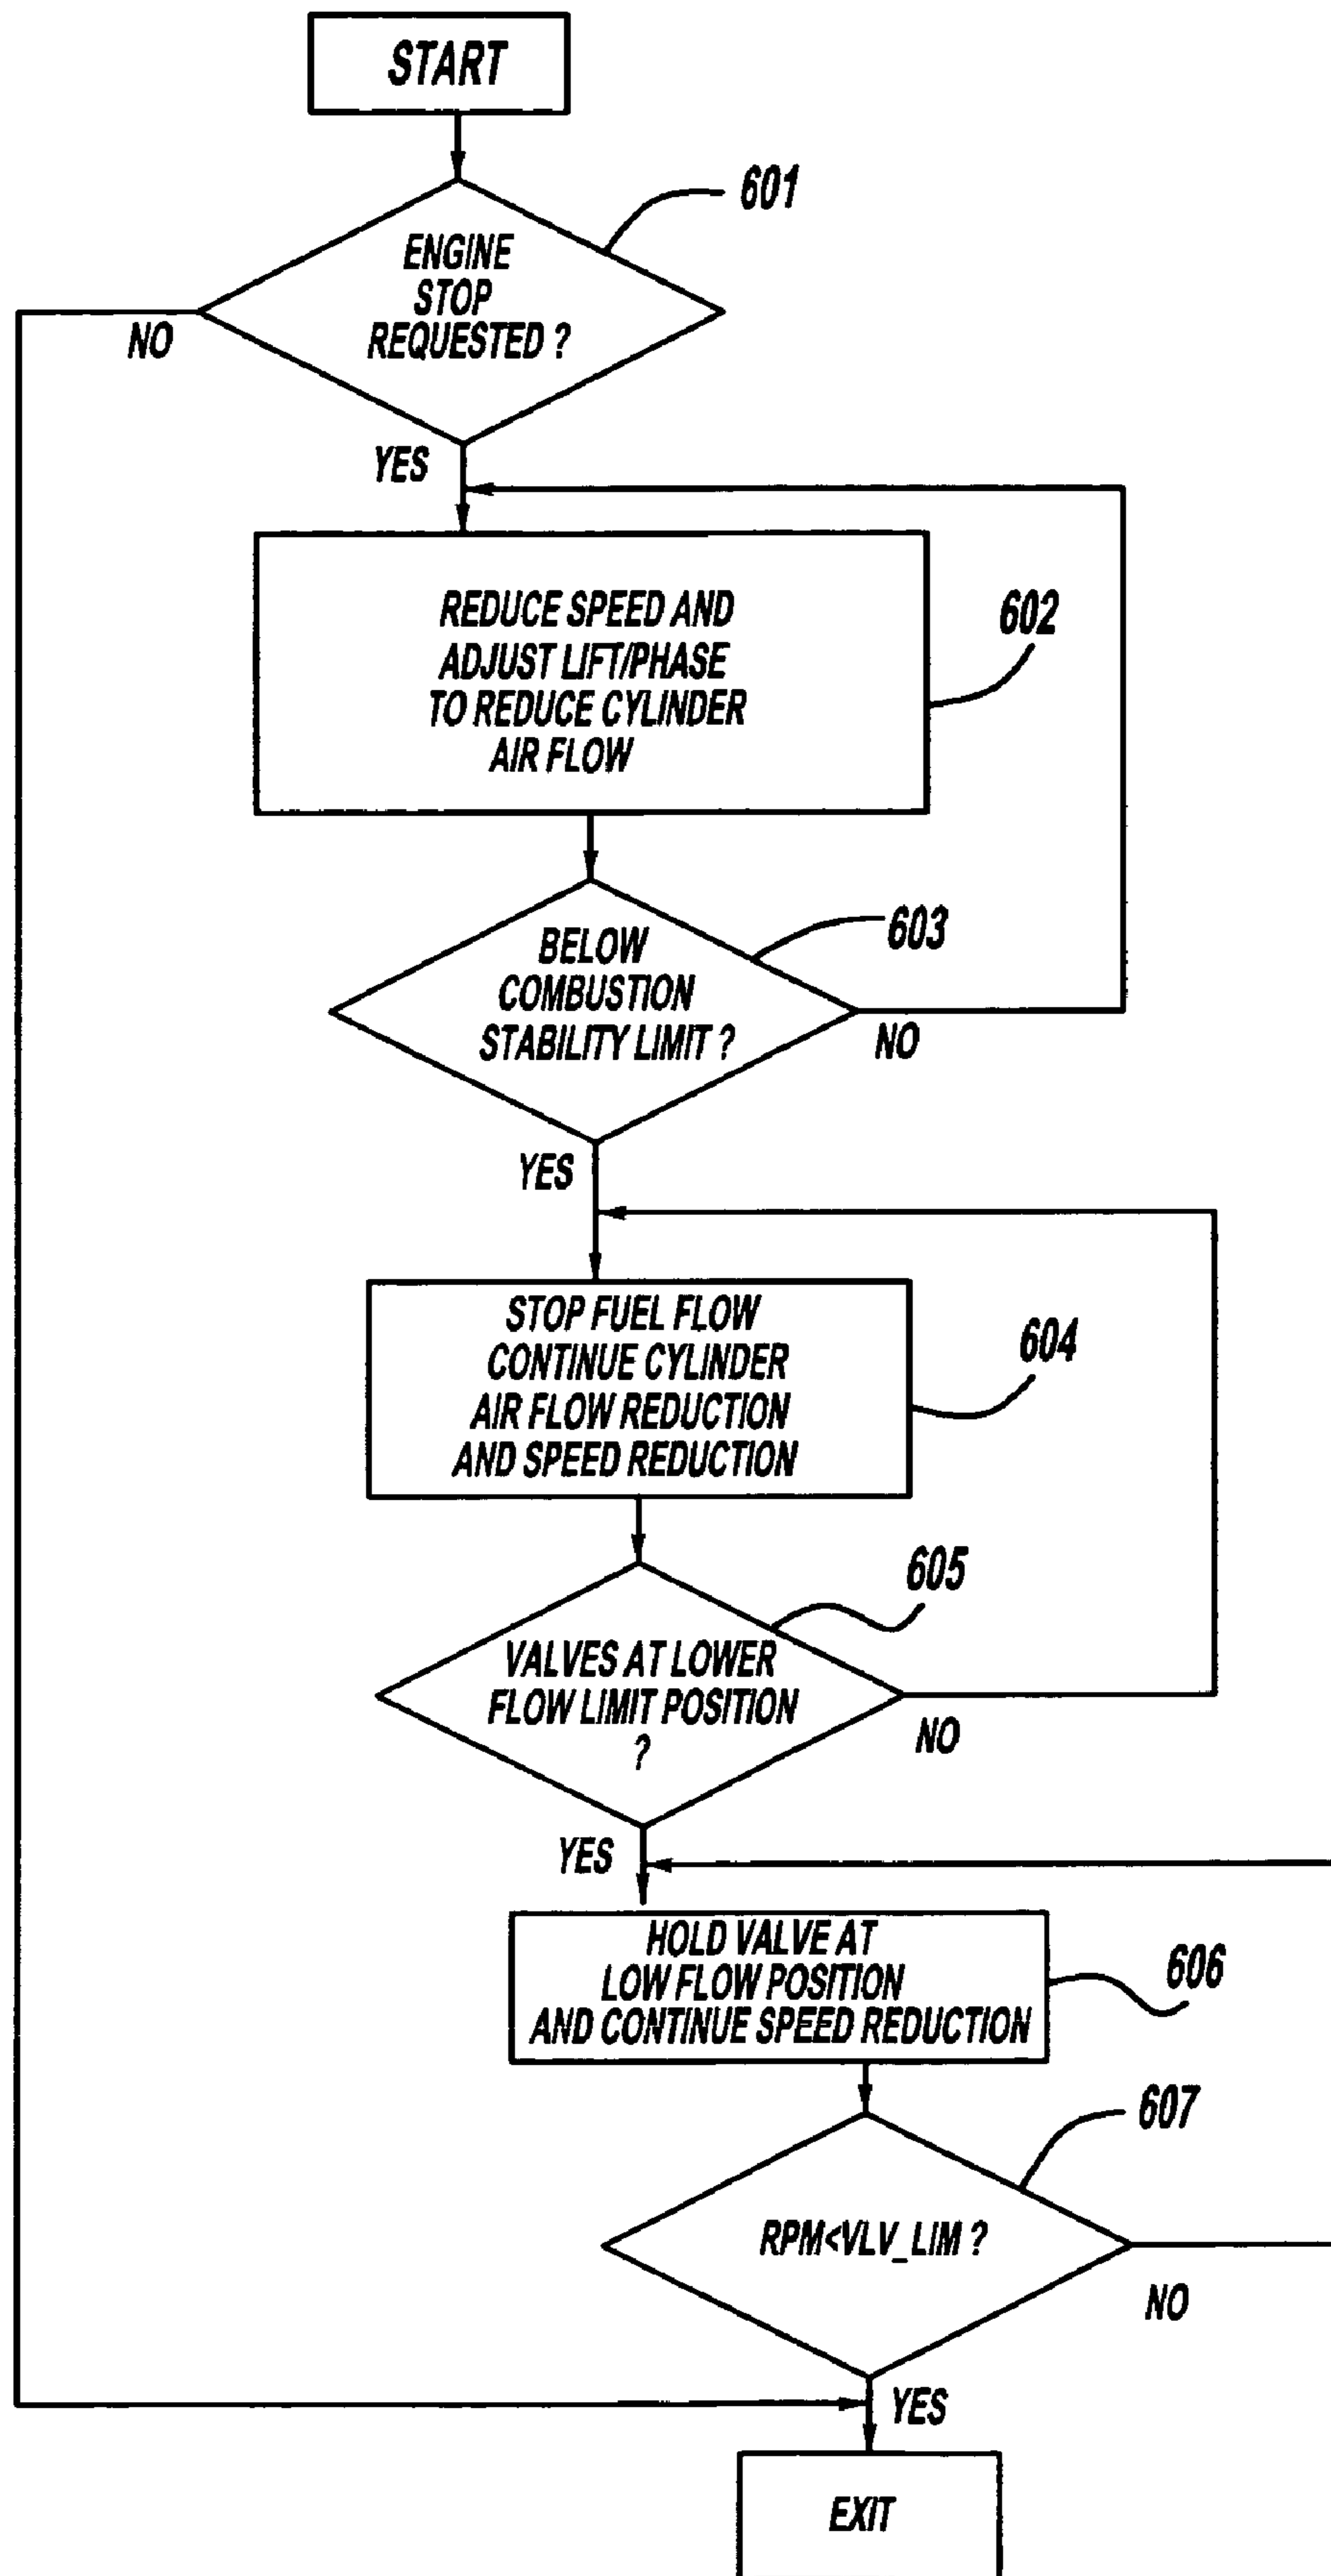 START
601
ENGINE
STOP
REQUESTED ?
NO
YES
REDUCE SPEED AND
ADJUST LIFT/PHASE
TO REDUCE CYLINDER
AIR FLOW
602
BELOW
COMBUSTION
STABILITY LIMIT ?
603
NO
YES
STOP FUEL FLOW
CONTINUE CYLINDER
AIR FLOW REDUCTION
AND SPEED REDUCTION
604
605
VALVES AT LOWER
FLOW LIMIT POSITION
?
NO
YES
HOLD VALVE AT
LOW FLOW POSITION
AND CONTINUE SPEED REDUCTION
606
607
RPM<VLV_LIM ?
NO
YES
EXIT